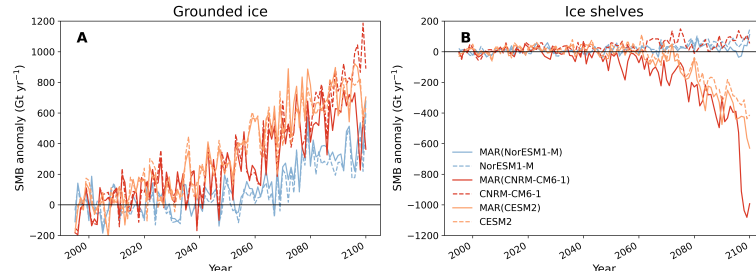 Grounded ice
A
SMB anomaly (Gt yr⁻¹)
1200
1000
800
600
400
200
0
−200
2000
2020
2040
2060
2080
2100
Year
Ice shelves
B
SMB anomaly (Gt yr⁻¹)
200
0
−200
−400
−600
−800
−1000
−1200
MAR(NorESM1-M)
NorESM1-M
MAR(CNRM-CM6-1)
CNRM-CM6-1
MAR(CESM2)
CESM2
2000
2020
2040
2060
2080
2100
Year